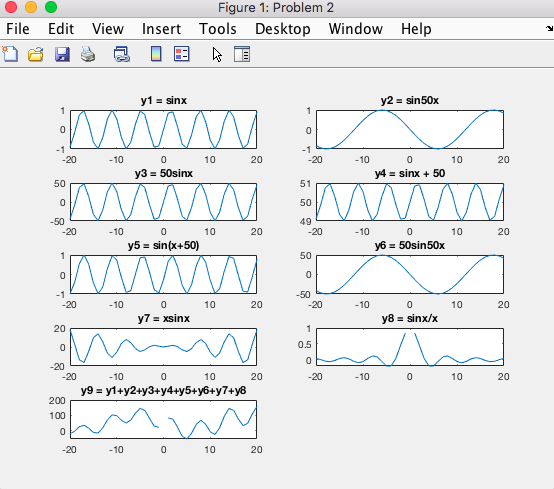 Figure 1: Problem 2
File Edit View Insert Tools Desktop Window Help
y1 = sinx
1
0
-1
-20 -10 0 10 20
y2 = sin50x
1
0
-1
-20 -10 0 10 20
y3 = 50sinx
50
0
-50
-20 -10 0 10 20
y4 = sinx + 50
51
50
49
-20 -10 0 10 20
y5 = sin(x+50)
1
0
-1
-20 -10 0 10 20
y6 = 50sin50x
50
0
-50
-20 -10 0 10 20
y7 = xsinx
20
0
-20
-20 -10 0 10 20
y8 = sinx/x
1
0.5
0
-20 -10 0 10 20
y9 = y1+y2+y3+y4+y5+y6+y7+y8
200
100
0
-20 -10 0 10 20